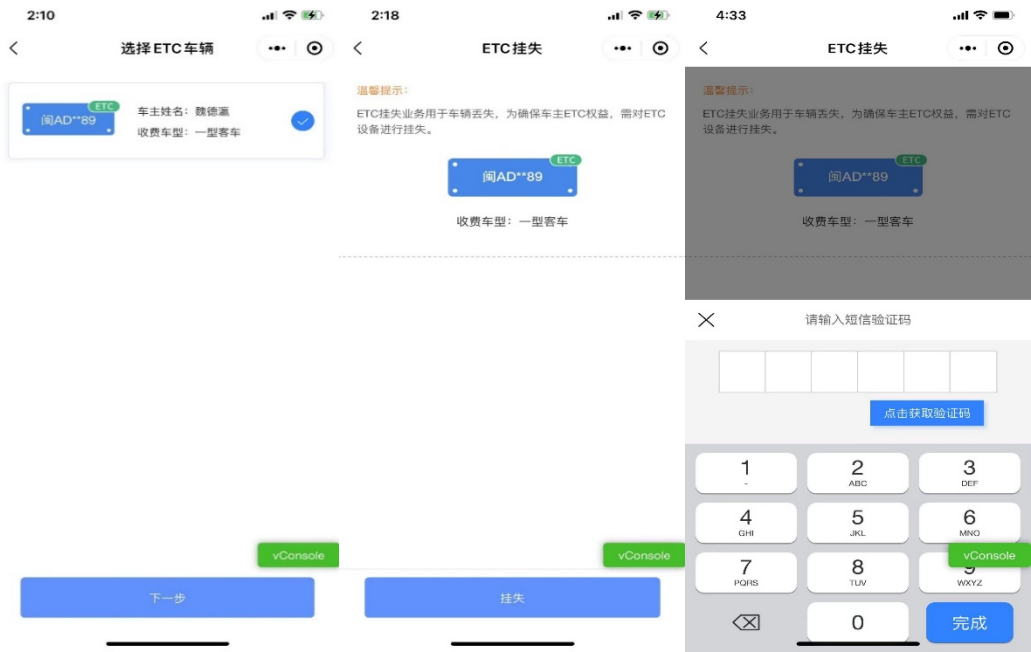 2:10
选择ETC车辆
ETC
闽AD**89
车主姓名：魏德瀛
收费车型：一型客车
vConsole
下一步
2:18
ETC挂失
温馨提示：
ETC挂失业务用于车辆丢失，为确保车主ETC权益，需对ETC
设备进行挂失。
ETC
闽AD**89
收费车型：一型客车
vConsole
挂失
4:33
ETC挂失
温馨提示：
ETC挂失业务用于车辆丢失，为确保车主ETC权益，需对ETC
设备进行挂失。
ETC
闽AD**89
收费车型：一型客车
请输入短信验证码
点击获取验证码
1
2
ABC
3
DEF
4
GHI
5
JKL
6
MNO
vConsole
7
PQRS
8
TUV
9
WXYZ
0
完成